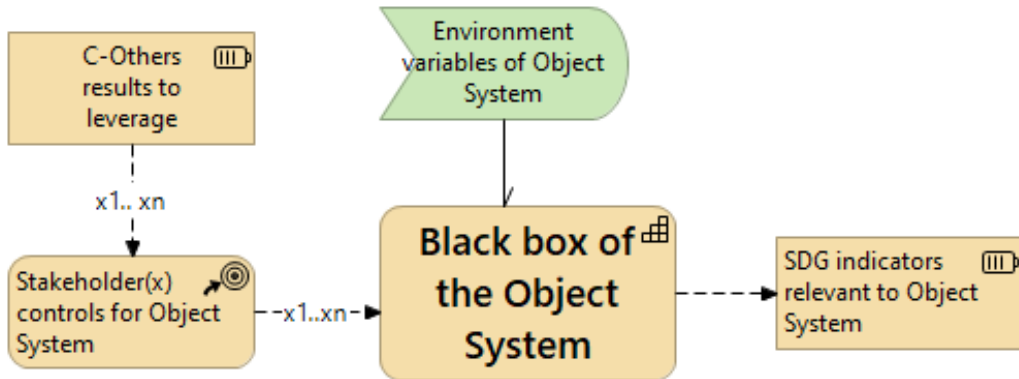 C-Others
results to
leverage
Environment
variables of Object
System
x1.. xn
Stakeholder(x)
controls for Object
System
x1..xn
Black box of
the Object
System
SDG indicators
relevant to Object
System